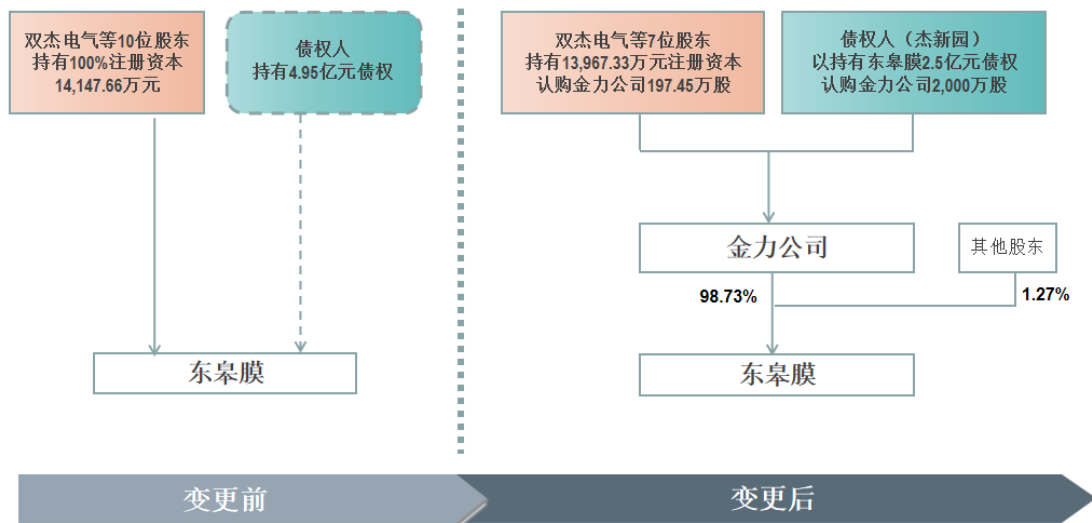 双杰电气等10位股东
持有100%注册资本
14,147.66万元
债权人
持有4.95亿元债权
东皋膜
双杰电气等7位股东
持有13,967.33万元注册资本
认购金力公司197.45万股
债权人（杰新园）
以持有东皋膜2.5亿元债权
认购金力公司2,000万股
金力公司
其他股东
98.73%
1.27%
东皋膜
变更前
变更后